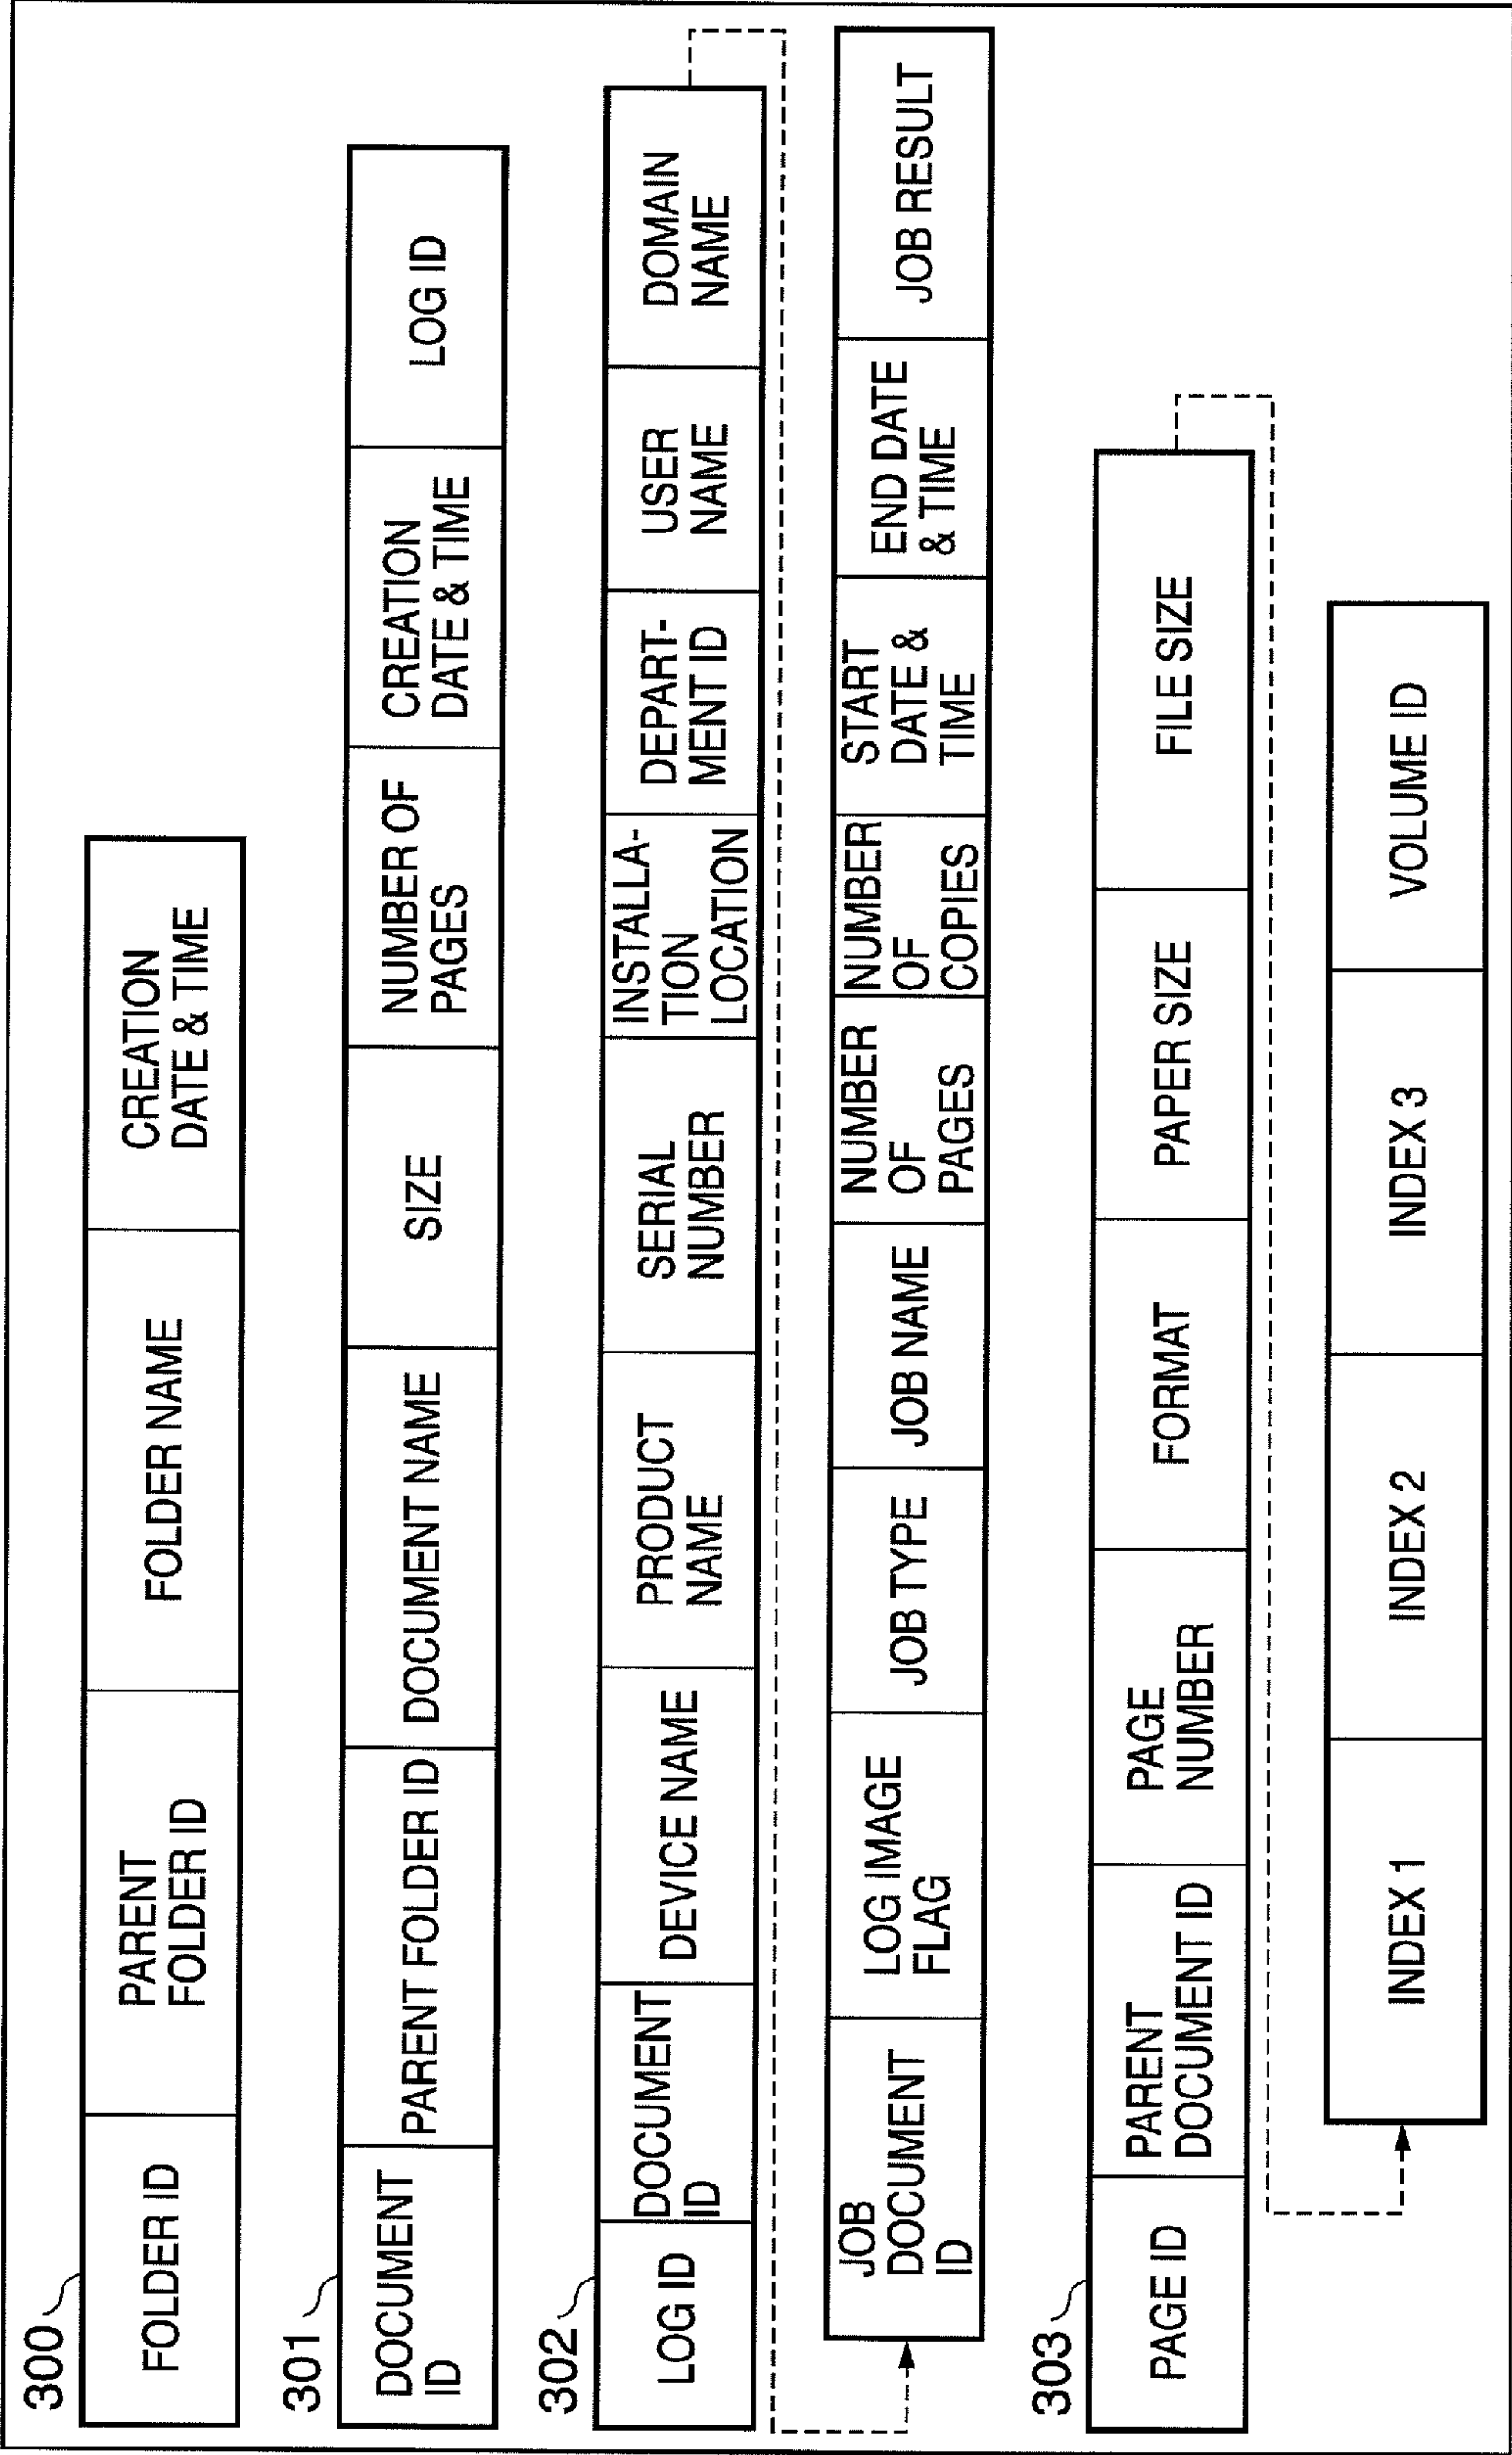 300
FOLDER ID
PARENT
FOLDER ID
FOLDER NAME
CREATION
DATE & TIME
301
DOCUMENT
ID
PARENT FOLDER ID
DOCUMENT NAME
SIZE
NUMBER OF
PAGES
CREATION
DATE & TIME
LOG ID
302
LOG ID
DOCUMENT
ID
DEVICE NAME
PRODUCT
NAME
SERIAL
NUMBER
INSTALLA-
TION
LOCATION
DEPART-
MENT ID
USER
NAME
DOMAIN
NAME
JOB
DOCUMENT
ID
LOG IMAGE
FLAG
JOB TYPE
JOB NAME
NUMBER
OF
PAGES
NUMBER
OF
COPIES
START
DATE &
TIME
END DATE
& TIME
JOB RESULT
303
PAGE ID
PARENT
DOCUMENT ID
PAGE
NUMBER
FORMAT
PAPER SIZE
FILE SIZE
INDEX 1
INDEX 2
INDEX 3
VOLUME ID